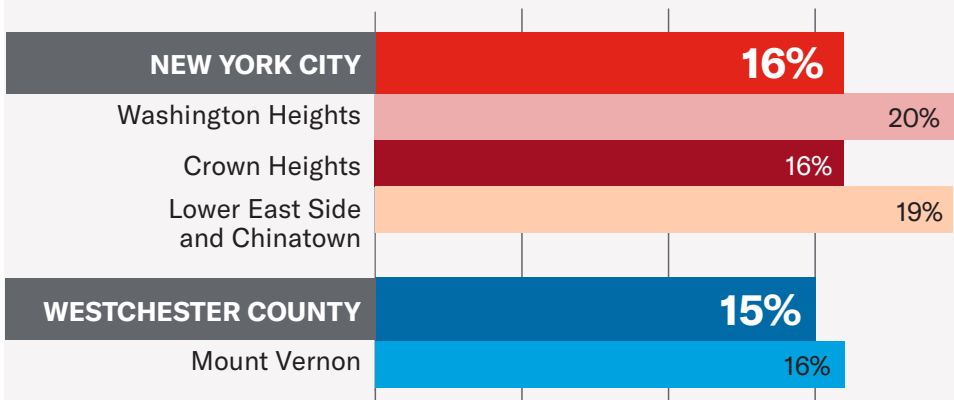 NEW YORK CITY 16%
Washington Heights 20%
Crown Heights 16%
Lower East Side
and Chinatown 19%
WESTCHESTER COUNTY 15%
Mount Vernon 16%